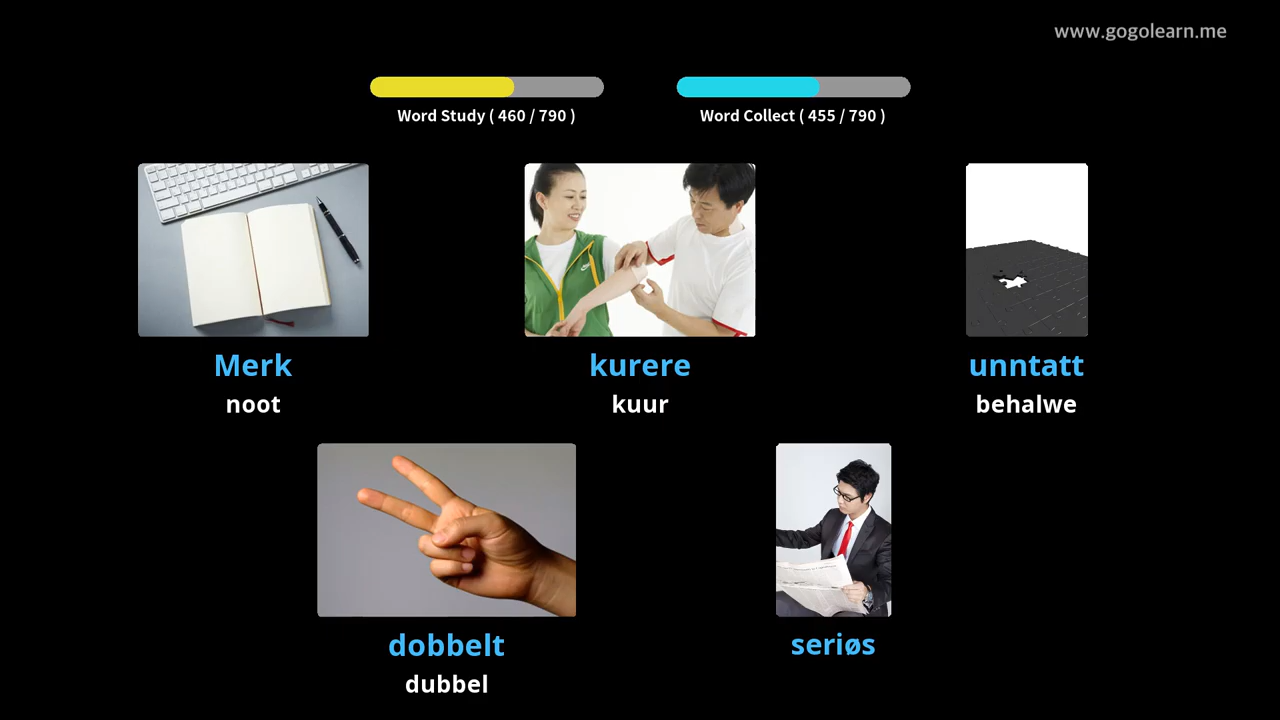 www.gogolearn.me
Word Study ( 460 / 790 )
Word Collect ( 455 / 790 )
Merk
noot
kurere
kuur
unntatt
behalwe
dobbelt
dubbel
seriøs